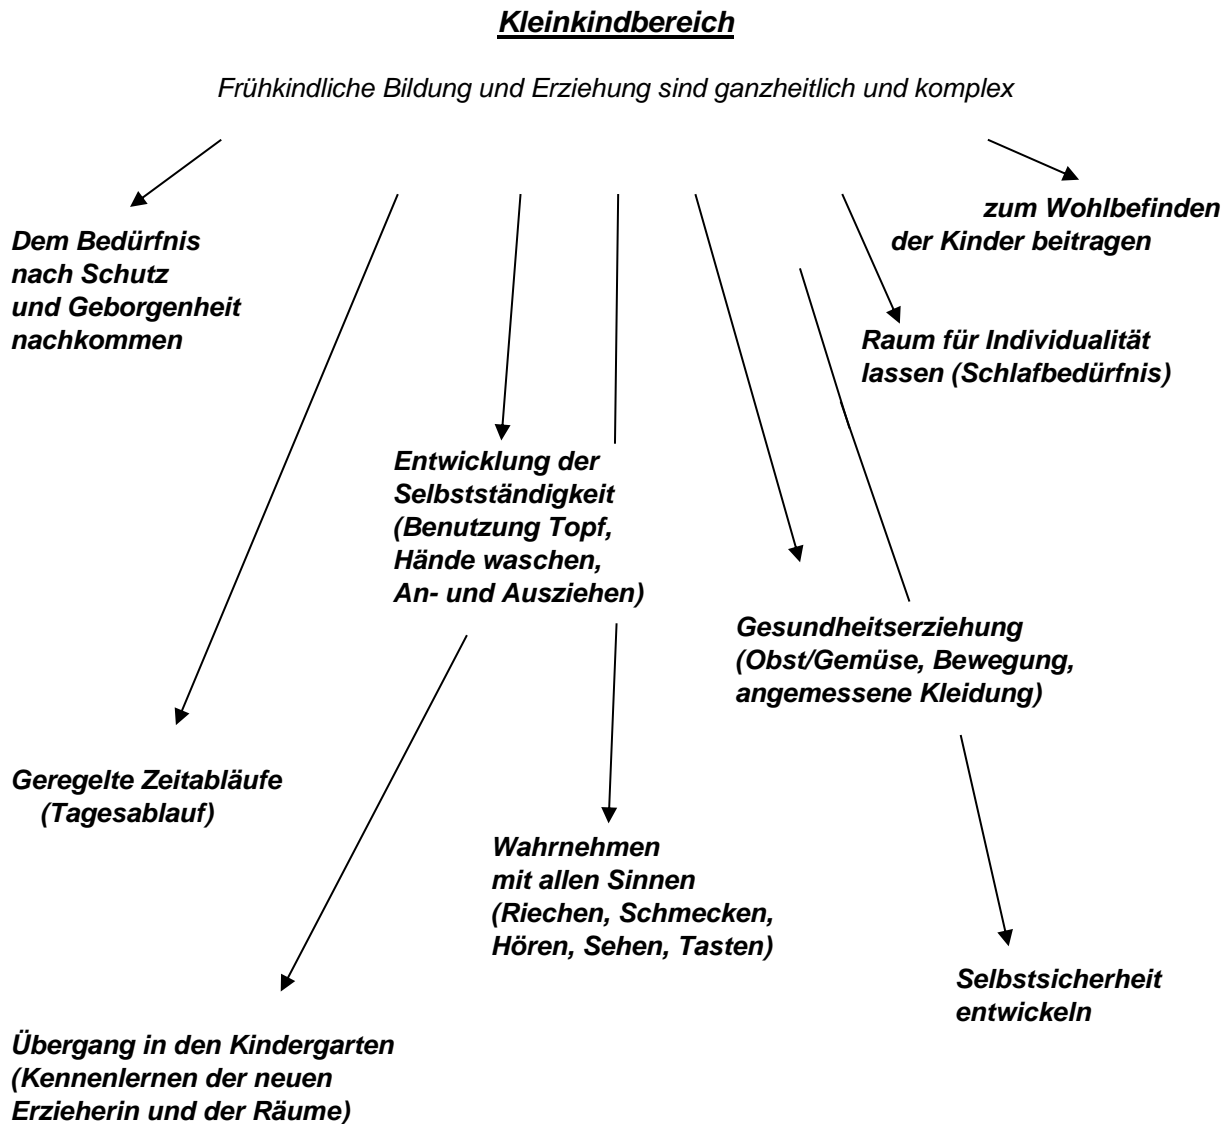 Kleinkindbereich
Frühkindliche Bildung und Erziehung sind ganzheitlich und komplex
zum Wohlbefinden
der Kinder beitragen
Dem Bedürfnis
nach Schutz
und Geborgenheit
nachkommen
Raum für Individualität
lassen (Schlafbedürfnis)
Entwicklung der
Selbstständigkeit
(Benutzung Topf,
Hände waschen,
An- und Ausziehen)
Gesundheitserziehung
(Obst/Gemüse, Bewegung,
angemessene Kleidung)
Geregelte Zeitabläufe
(Tagesablauf)
Wahrnehmen
mit allen Sinnen
(Riechen, Schmecken,
Hören, Sehen, Tasten)
Selbstsicherheit
entwickeln
Übergang in den Kindergarten
(Kennenlernen der neuen
Erzieherin und der Räume)